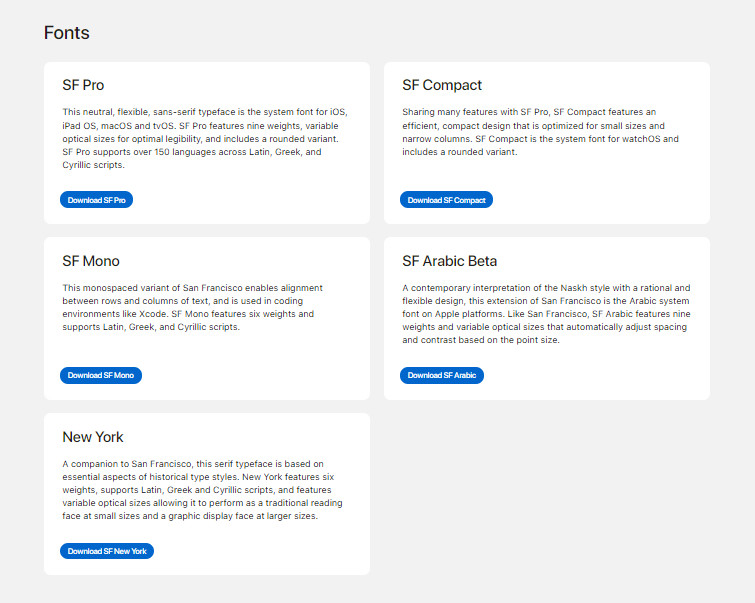 Fonts
SF Pro
This neutral, flexible, sans-serif typeface is the system font for iOS,
iPad OS, macOS and tvOS. SF Pro features nine weights, variable
optical sizes for optimal legibility, and includes a rounded variant.
SF Pro supports over 150 languages across Latin, Greek, and
Cyrillic scripts.
Download SF Pro
SF Compact
Sharing many features with SF Pro, SF Compact features an
efficient, compact design that is optimized for small sizes and
narrow columns. SF Compact is the system font for watchOS and
includes a rounded variant.
Download SF Compact
SF Mono
This monospaced variant of San Francisco enables alignment
between rows and columns of text, and is used in coding
environments like Xcode. SF Mono features six weights and
supports Latin, Greek, and Cyrillic scripts.
Download SF Mono
SF Arabic Beta
A contemporary interpretation of the Naskh style with a rational and
flexible design, this extension of San Francisco is the Arabic system
font on Apple platforms. Like San Francisco, SF Arabic features nine
weights and variable optical sizes that automatically adjust spacing
and contrast based on the point size.
Download SF Arabic
New York
A companion to San Francisco, this serif typeface is based on
essential aspects of historical type styles. New York features six
weights, supports Latin, Greek and Cyrillic scripts, and features
variable optical sizes allowing it to perform as a traditional reading
face at small sizes and a graphic display face at larger sizes.
Download SF New York